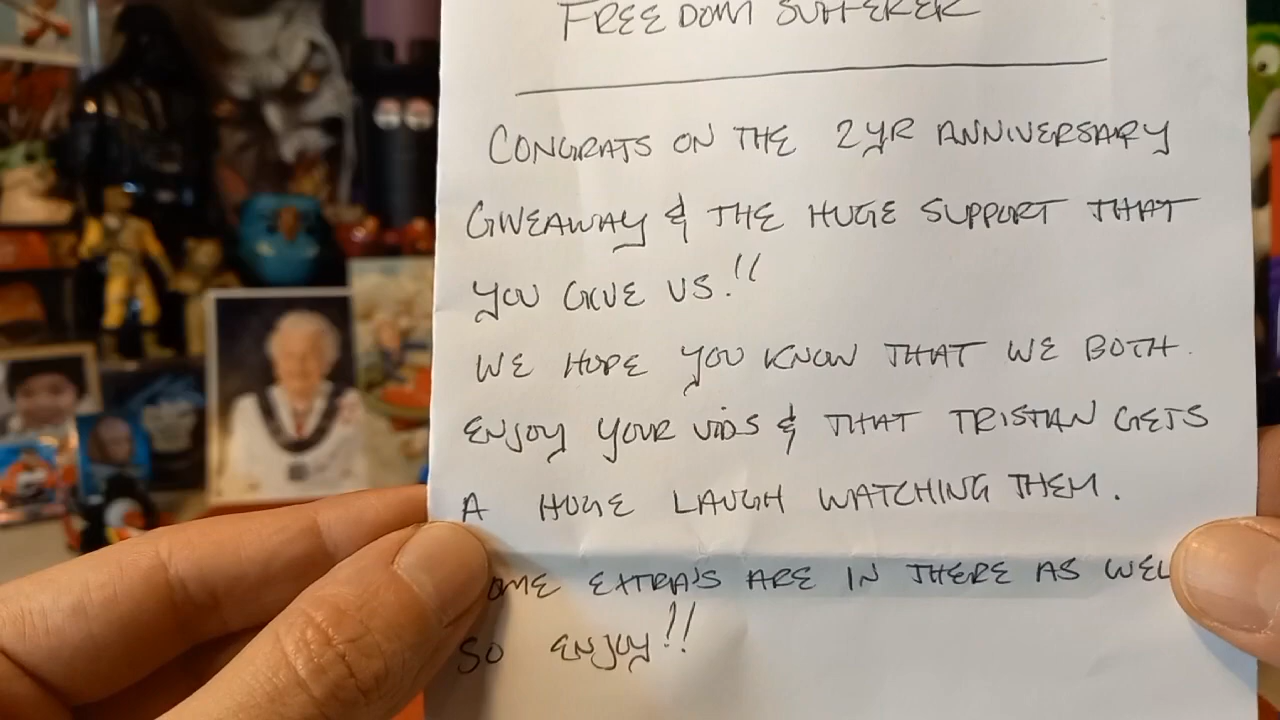 FREEDOM SUFFERER
CONGRATS ON THE 2YR ANNIVERSARY
GIVEAWAY & THE HUGE SUPPORT THAT
YOU GIVE US.!!
WE HOPE YOU KNOW THAT WE BOTH
ENJOY YOUR VIDS & THAT TRISTAN GETS
A HUGE LAUGH WATCHING THEM.
OME EXTRA'S ARE IN THERE AS WEL
SO ENJOY!!